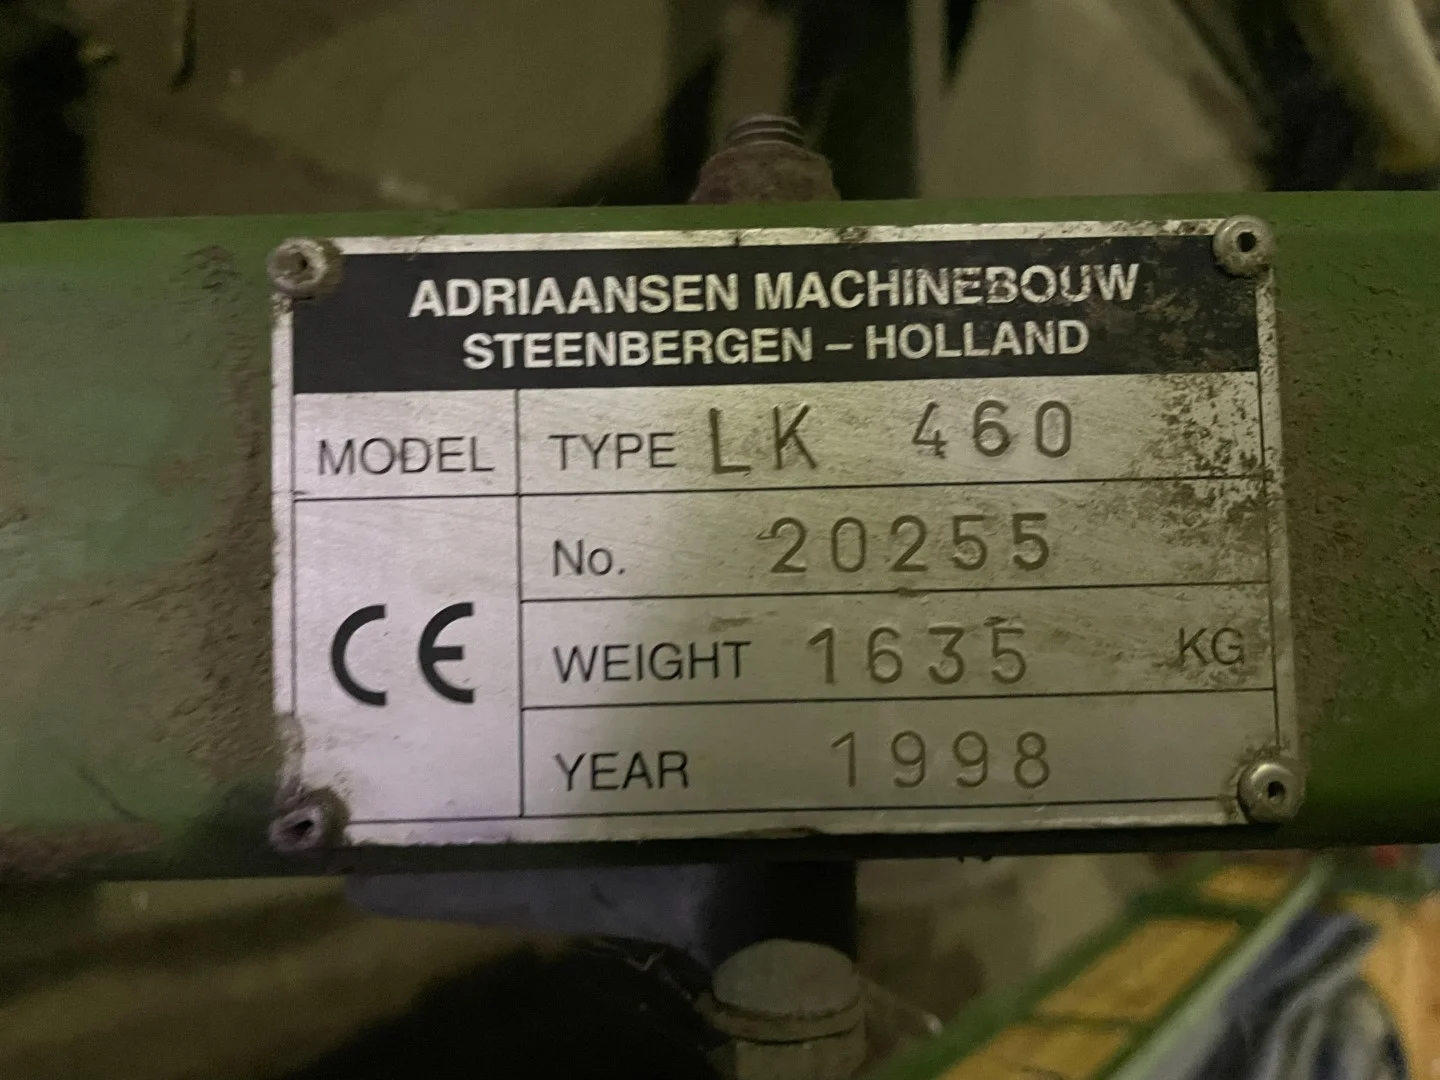 ADRIAANSEN MACHINEBOUW
STEENBERGEN – HOLLAND
MODEL TYPE LK 460
No. 20255
CE
WEIGHT 1635 KG
YEAR 1998